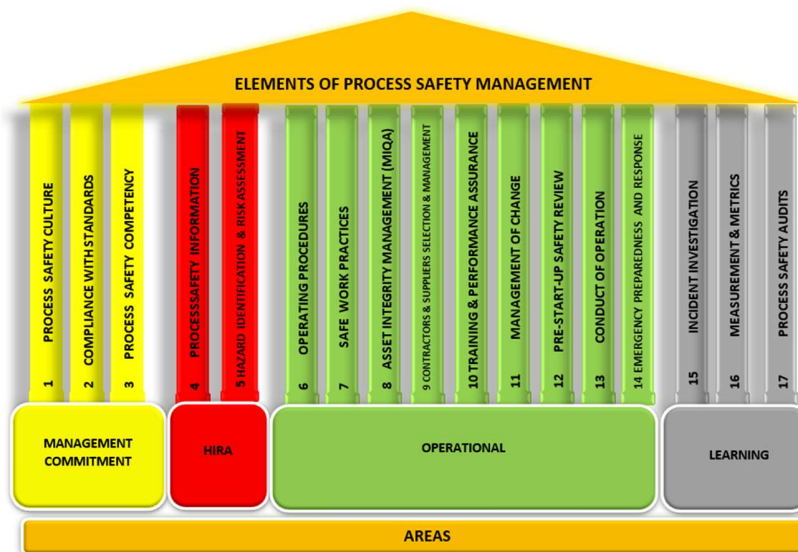 ELEMENTS OF PROCESS SAFETY MANAGEMENT
1 PROCESS SAFETY CULTURE
2 COMPLIANCE WITH STANDARDS
3 PROCESS SAFETY COMPETENCY
4 PROCESSSAFETY INFORMATION
5 HAZARD IDENTIFICATION & RISKASSESSMENT
6 OPERATING PROCEDURES
7 SAFE WORK PRACTICES
8 ASSET INTEGRITY MANAGEMENT (MIQA)
9 CONTRACTORS & SUPPLIERS SELECTION & MANAGEMENT
10 TRAINING & PERFORMANCE ASSURANCE
11 MANAGEMENT OF CHANGE
12 PRE-START-UP SAFETY REVIEW
13 CONDUCT OF OPERATION
14 EMERGENCY PREPAREDNESS AND RESPONSE
15 INCIDENT INVESTIGATION
16 MEASUREMENT & METRICS
17 PROCESS SAFETY AUDITS
MANAGEMENT
COMMITMENT
HIRA
OPERATIONAL
LEARNING
AREAS